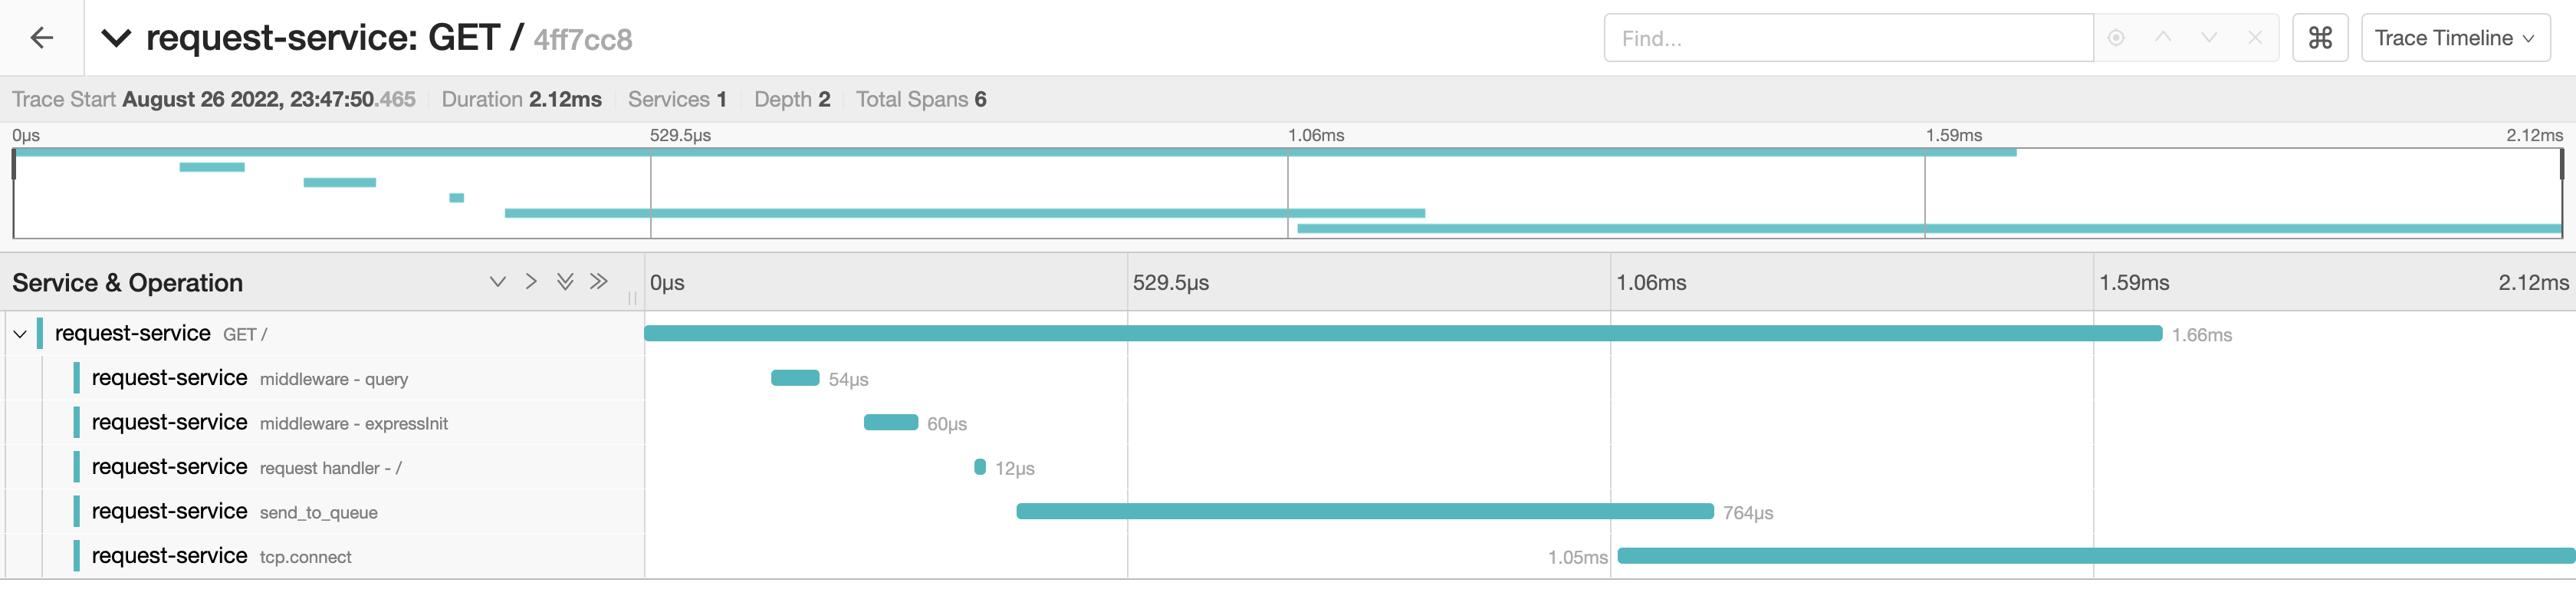 request-service: GET / 4ff7cc8 Find... ⌘ Trace Timeline
Trace Start August 26 2022, 23:47:50.465 Duration 2.12ms Services 1 Depth 2 Total Spans 6
0μs 529.5μs 1.06ms 1.59ms 2.12ms
Service & Operation 0μs 529.5μs 1.06ms 1.59ms 2.12ms
request-service GET / 1.66ms
request-service middleware - query 54μs
request-service middleware - expressInit 60μs
request-service request handler - / 12μs
request-service send_to_queue 764μs
request-service tcp.connect 1.05ms